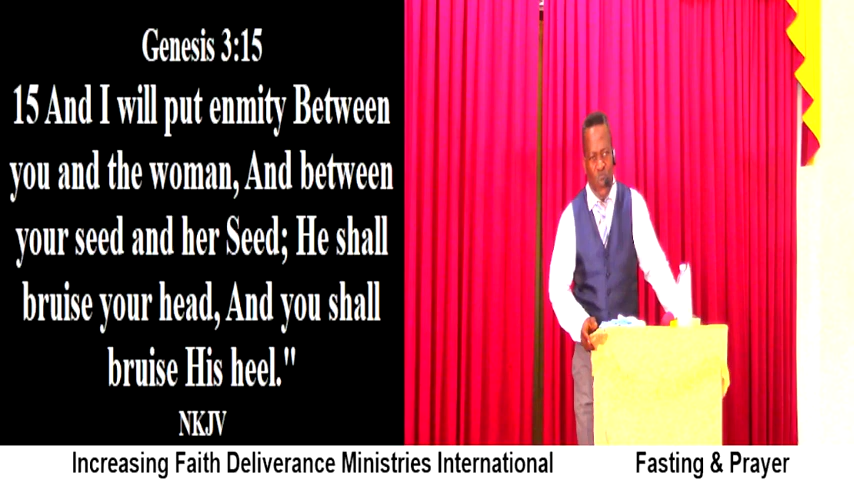 Genesis 3:15
15 And I will put enmity Between
you and the woman, And between
your seed and her Seed; He shall
bruise your head, And you shall
bruise His heel."
NKJV
Increasing Faith Deliverance Ministries International
Fasting & Prayer